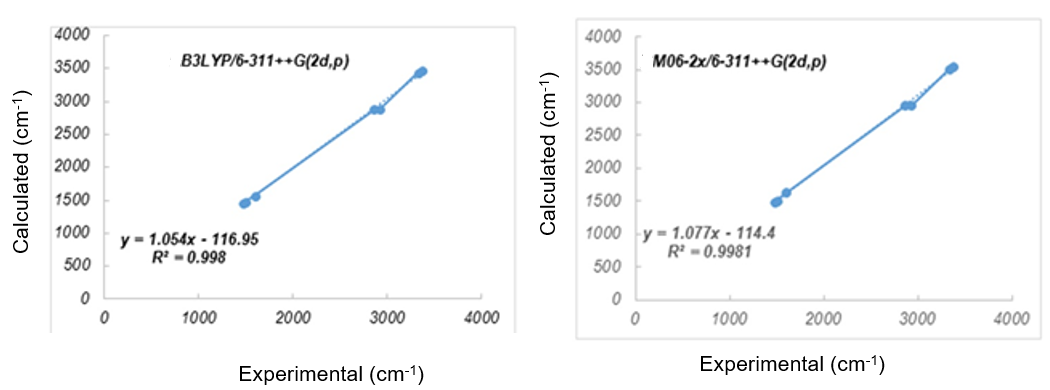 4000
3500
3000
2500
2000
1500
1000
500
0
B3LYP/6-311++G(2d,p)
y = 1.054x - 116.95
R² = 0.998
0 1000 2000 3000 4000
Calculated (cm⁻¹)
Experimental (cm⁻¹)
4000
3500
3000
2500
2000
1500
1000
500
0
M06-2x/6-311++G(2d,p)
y = 1.077x - 114.4
R² = 0.9981
0 1000 2000 3000 4000
Calculated (cm⁻¹)
Experimental (cm⁻¹)